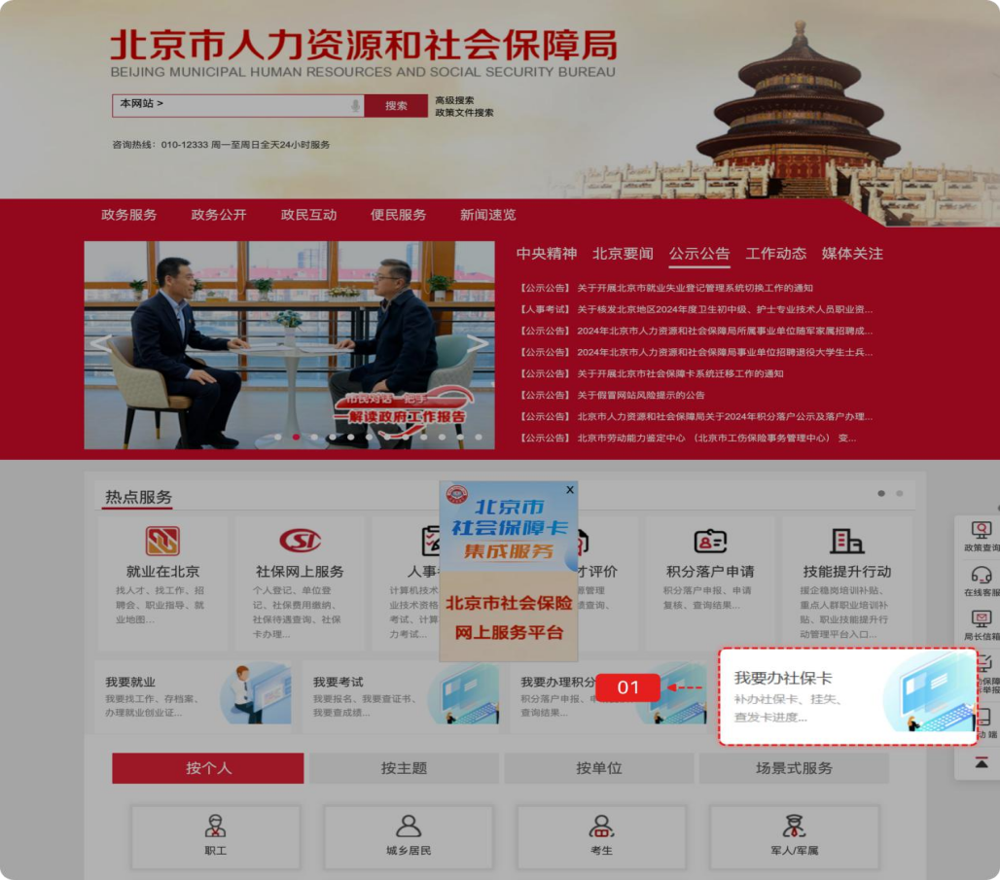 北京市人力资源和社会保障局
BEIJING MUNICIPAL HUMAN RESOURCES AND SOCIAL SECURITY BUREAU
本网站 >
搜索
高级搜索
政策文件搜索
咨询热线：010-12333 周一至周日全天24小时服务
政务服务 政务公开 政民互动 便民服务 新闻速览
市民对话一把手
—解读政府工作报告
中央精神 北京要闻 公示公告 工作动态 媒体关注
【公示公告】 关于开展北京市就业失业登记管理系统切换工作的通知
【人事考试】 关于核发北京地区2024年度卫生初中级、护士专业技术人员职业资...
【公示公告】 2024年北京市人力资源和社会保障局所属事业单位随军家属招聘成...
【公示公告】 2024年北京市人力资源和社会保障局事业单位招聘退役大学生士兵...
【公示公告】 关于开展北京市社会保障卡系统迁移工作的通知
【公示公告】 关于假冒网站风险提示的公告
【公示公告】 北京市人力资源和社会保障局关于2024年积分落户公示及落户办理...
【公示公告】 北京市劳动能力鉴定中心 （北京市工伤保险事务管理中心） 变...
热点服务
就业在北京
找人才、找工作、招
聘会、职业指导、就
业地图...
CSI
社保网上服务
个人登记、单位登
记、社保费用缴纳、
社保待遇查询、社保
卡办理...
人事
计算机技术
业技术资格
考试、计算
力考试...
X
北京市
社会保障卡
集成服务
北京市社会保险
网上服务平台
才评价
管理
查询、
积分落户申请
积分落户申报、申请
复核、查询结果...
技能提升行动
援企稳岗培训补贴、
重点人群职业培训补
贴、职业技能提升行
动管理平台入口...
我要就业
我要找工作、存档案、
办理就业创业证...
我要考试
我要报名、我要查证书、
我要查成绩...
我要办理积分
积分落户申报、申
查询结果...
01
我要办社保卡
补办社保卡、挂失、
查发卡进度...
政策查询
在线客服
局长信箱
保障
举报
动 端
按个人 按主题 按单位 场景式服务
职工 城乡居民 考生 军人/军属